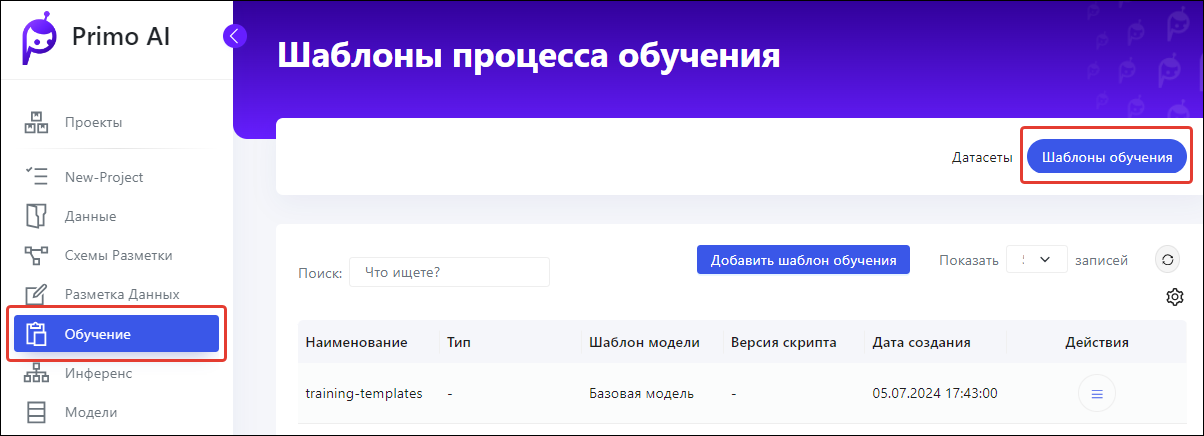 Primo AI
Шаблоны процесса обучения
Проекты
New-Project
Данные
Схемы Разметки
Разметка Данных
Обучение
Инференс
Модели
Датасеты Шаблоны обучения
Поиск: Что ищете? Добавить шаблон обучения Показать записей
Наименование Тип Шаблон модели Версия скрипта Дата создания Действия
training-templates - Базовая модель - 05.07.2024 17:43:00